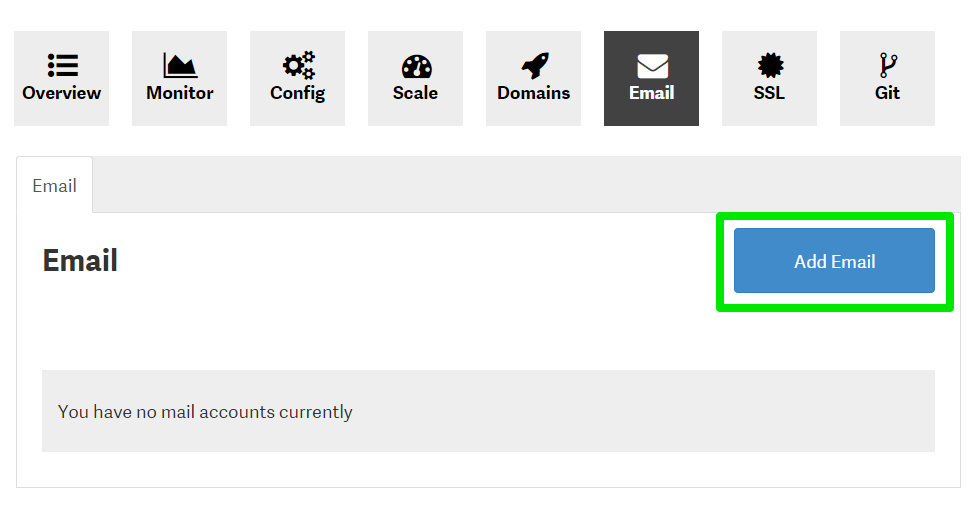 Overview Monitor Config Scale Domains Email SSL Git
Email
Email
Add Email
You have no mail accounts currently